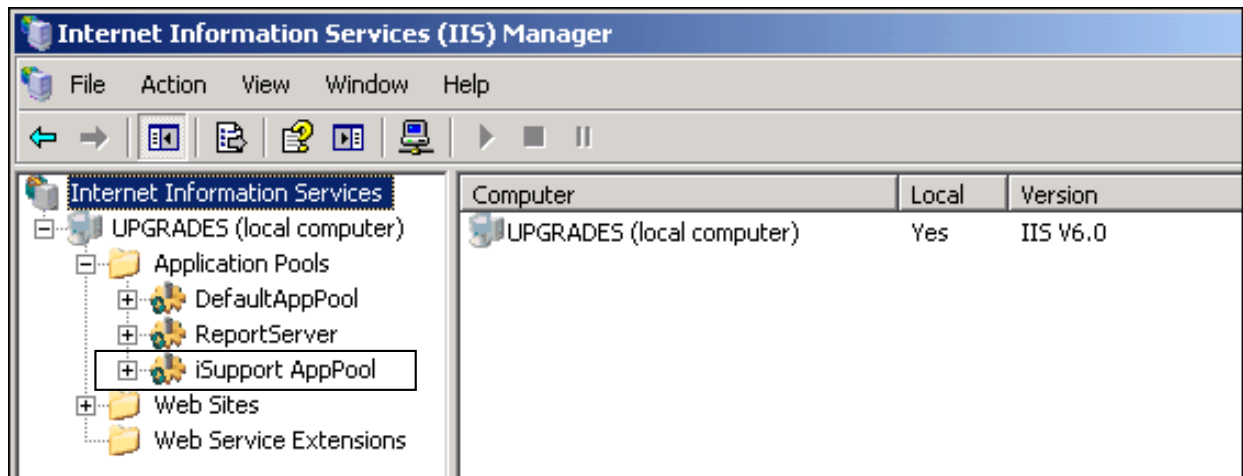 Internet Information Services (IIS) Manager
File Action View Window Help
Internet Information Services
Computer Local Version
UPGRADES (local computer)
UPGRADES (local computer) Yes IIS V6.0
Application Pools
DefaultAppPool
ReportServer
iSupport AppPool
Web Sites
Web Service Extensions